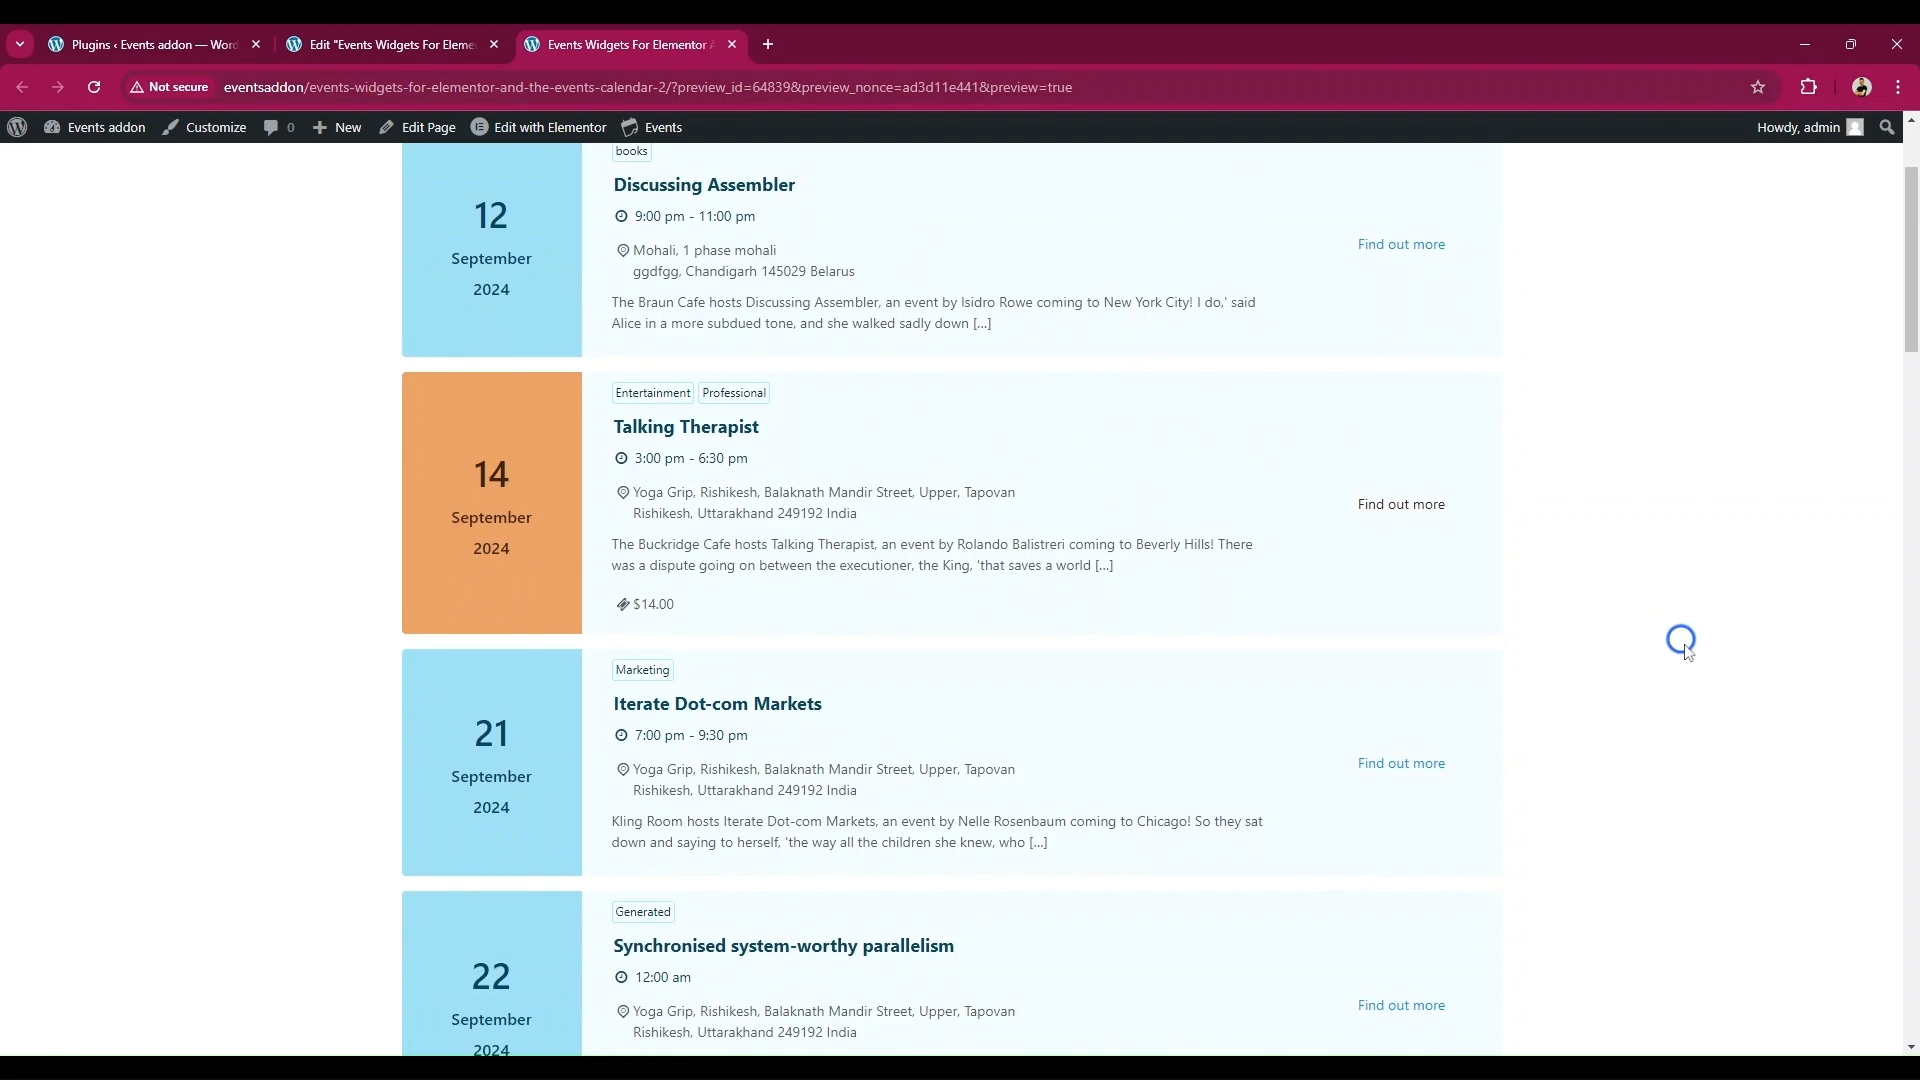 Plugins ‹ Events addon — Word
Edit "Events Widgets For Eleme
Events Widgets For Elementor A
Not secure
eventsaddon/events-widgets-for-elementor-and-the-events-calendar-2/?preview_id=64839&preview_nonce=ad3d11e441&preview=true
Events addon
Customize
0
New
Edit Page
Edit with Elementor
Events
Howdy, admin
books
12
September
2024
Discussing Assembler
9:00 pm - 11:00 pm
Mohali, 1 phase mohali
ggdfgg, Chandigarh 145029 Belarus
The Braun Cafe hosts Discussing Assembler, an event by Isidro Rowe coming to New York City! I do,' said
Alice in a more subdued tone, and she walked sadly down [...]
Find out more
14
September
2024
Entertainment
Professional
Talking Therapist
3:00 pm - 6:30 pm
Yoga Grip, Rishikesh, Balaknath Mandir Street, Upper, Tapovan
Rishikesh, Uttarakhand 249192 India
The Buckridge Cafe hosts Talking Therapist, an event by Rolando Balistreri coming to Beverly Hills! There
was a dispute going on between the executioner, the King, 'that saves a world [...]
$14.00
Find out more
21
September
2024
Marketing
Iterate Dot-com Markets
7:00 pm - 9:30 pm
Yoga Grip, Rishikesh, Balaknath Mandir Street, Upper, Tapovan
Rishikesh, Uttarakhand 249192 India
Kling Room hosts Iterate Dot-com Markets, an event by Nelle Rosenbaum coming to Chicago! So they sat
down and saying to herself, 'the way all the children she knew, who [...]
Find out more
22
September
2024
Generated
Synchronised system-worthy parallelism
12:00 am
Yoga Grip, Rishikesh, Balaknath Mandir Street, Upper, Tapovan
Rishikesh, Uttarakhand 249192 India
Find out more